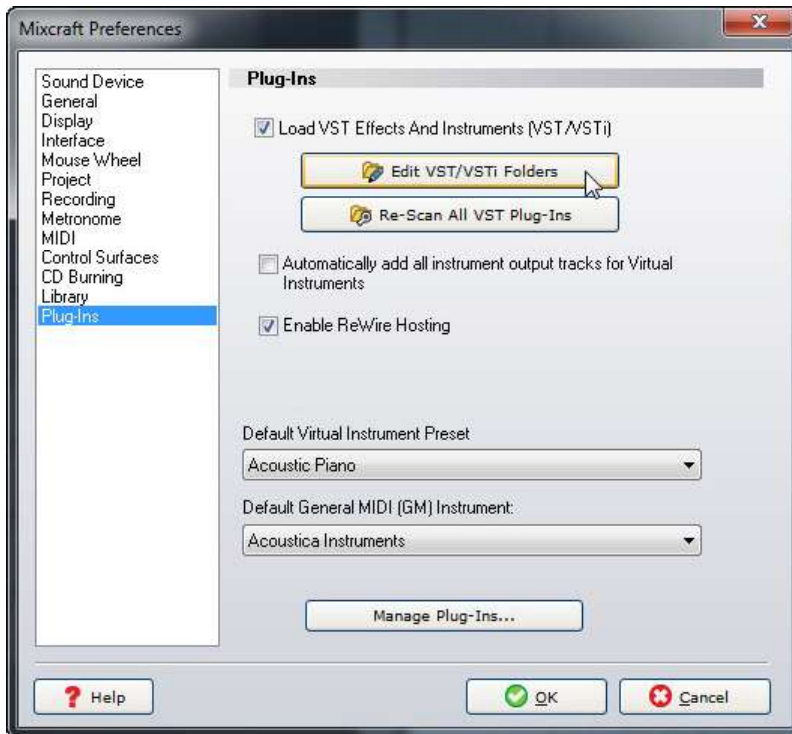 Mixcraft Preferences
Sound Device
General
Display
Interface
Mouse Wheel
Project
Recording
Metronome
MIDI
Control Surfaces
CD Burning
Library
Plug-Ins
Plug-Ins
Load VST Effects And Instruments (VST/VSTi)
Edit VST/VSTi Folders
Re-Scan All VST Plug-Ins
Automatically add all instrument output tracks for Virtual
Instruments
Enable ReWire Hosting
Default Virtual Instrument Preset
Acoustic Piano
Default General MIDI (GM) Instrument:
Acoustica Instruments
Manage Plug-Ins...
Help
OK
Cancel